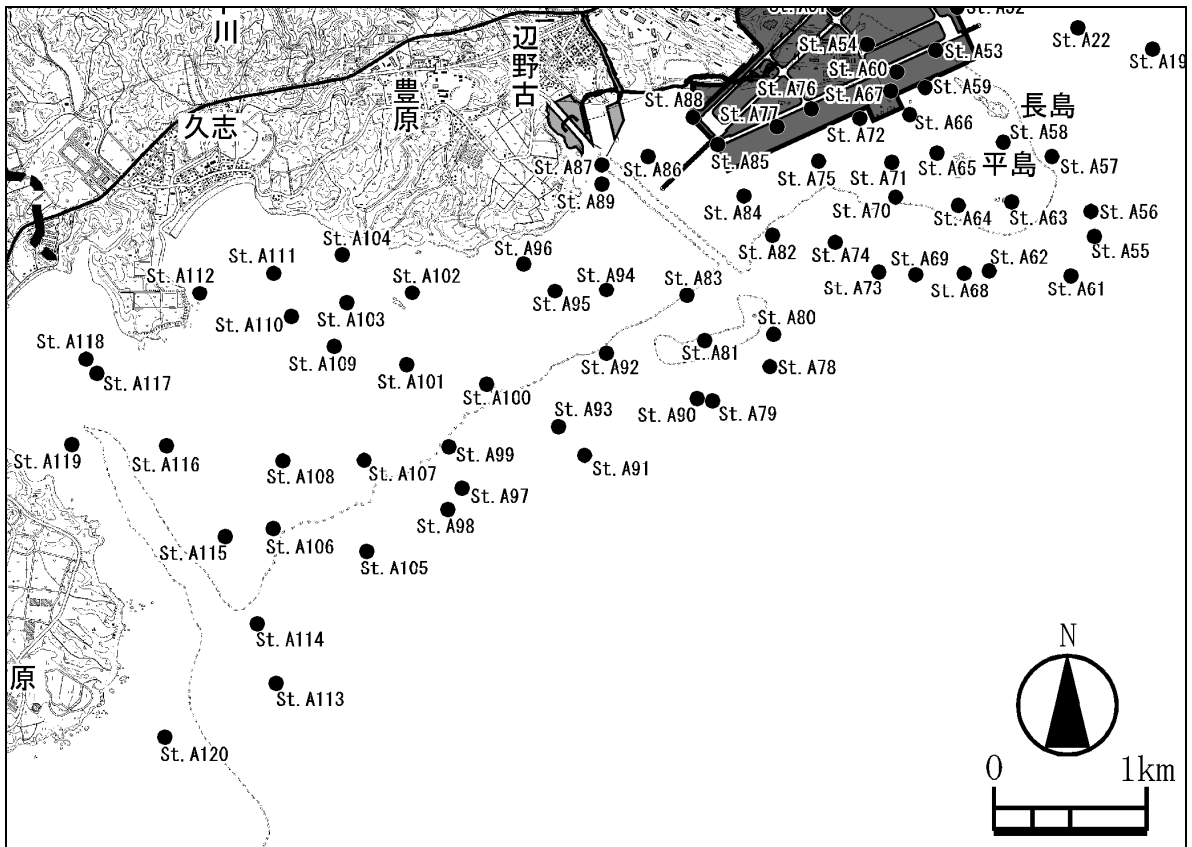 川
辺野古
豊原
久志
長島
平島
原
St. A54
St. A53
St. A22
St. A19
St. A60
St. A76
St. A67
St. A59
St. A88
St. A77
St. A72
St. A66
St. A58
St. A87
St. A86
St. A85
St. A75
St. A71
St. A65
St. A57
St. A89
St. A84
St. A70
St. A64
St. A63
St. A56
St. A104
St. A96
St. A82
St. A74
St. A69
St. A62
St. A55
St. A111
St. A112
St. A102
St. A94
St. A83
St. A73
St. A68
St. A61
St. A95
St. A110
St. A103
St. A80
St. A118
St. A109
St. A81
St. A117
St. A101
St. A92
St. A78
St. A100
St. A93
St. A90
St. A79
St. A119
St. A116
St. A108
St. A107
St. A99
St. A91
St. A97
St. A98
St. A115
St. A106
St. A105
St. A114
St. A113
St. A120
N
0 1km